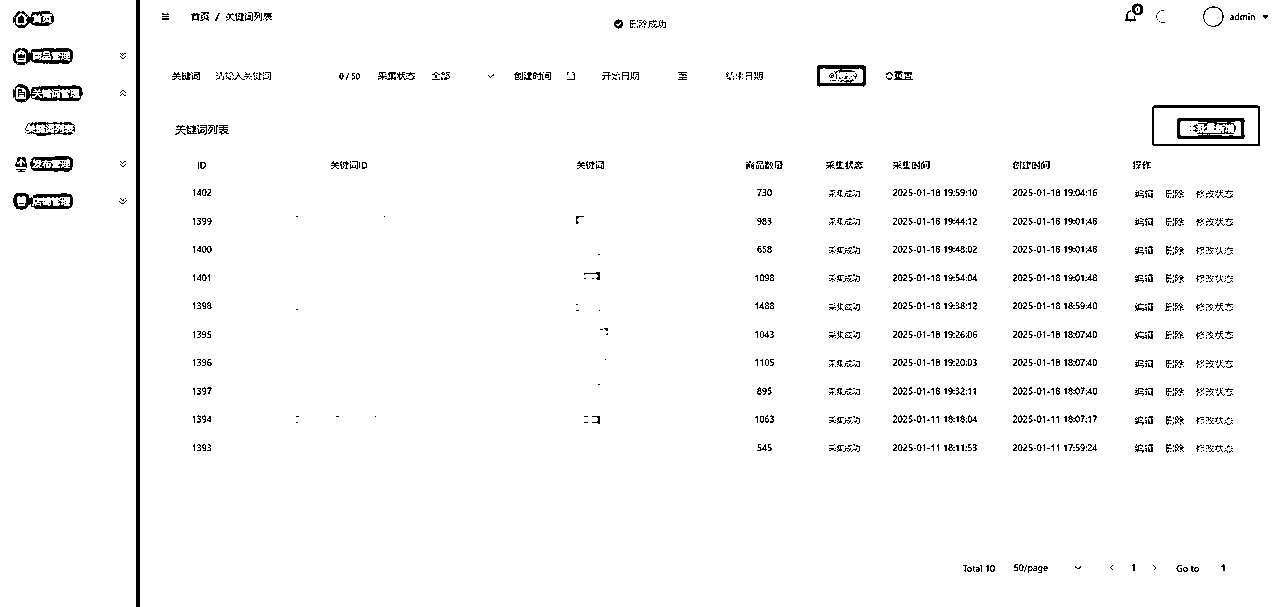 首页
商品管理
关键词管理
关键词列表
发布管理
店铺管理
首页 / 关键词列表
删除成功
0
admin
关键词 请输入关键词 0 / 50 采集状态 全部 创建时间 开始日期 至 结束日期 搜索 重置
关键词列表
批量新增
ID 关键词ID 关键词 商品数量 采集状态 采集时间 创建时间 操作
1402 730 采集成功 2025-01-18 19:59:10 2025-01-18 19:04:16 编辑 删除 修改状态
1399 983 采集成功 2025-01-18 19:44:12 2025-01-18 19:01:48 编辑 删除 修改状态
1400 658 采集成功 2025-01-18 19:48:02 2025-01-18 19:01:48 编辑 删除 修改状态
1401 1098 采集成功 2025-01-18 19:54:04 2025-01-18 19:01:48 编辑 删除 修改状态
1398 1488 采集成功 2025-01-18 19:38:12 2025-01-18 18:59:40 编辑 删除 修改状态
1395 1043 采集成功 2025-01-18 19:26:06 2025-01-18 18:07:40 编辑 删除 修改状态
1396 1105 采集成功 2025-01-18 19:20:03 2025-01-18 18:07:40 编辑 删除 修改状态
1397 895 采集成功 2025-01-18 19:32:11 2025-01-18 18:07:40 编辑 删除 修改状态
1394 1063 采集成功 2025-01-11 18:18:04 2025-01-11 18:07:17 编辑 删除 修改状态
1393 545 采集成功 2025-01-11 18:11:53 2025-01-11 17:59:24 编辑 删除 修改状态
Total 10 50/page 1 Go to 1